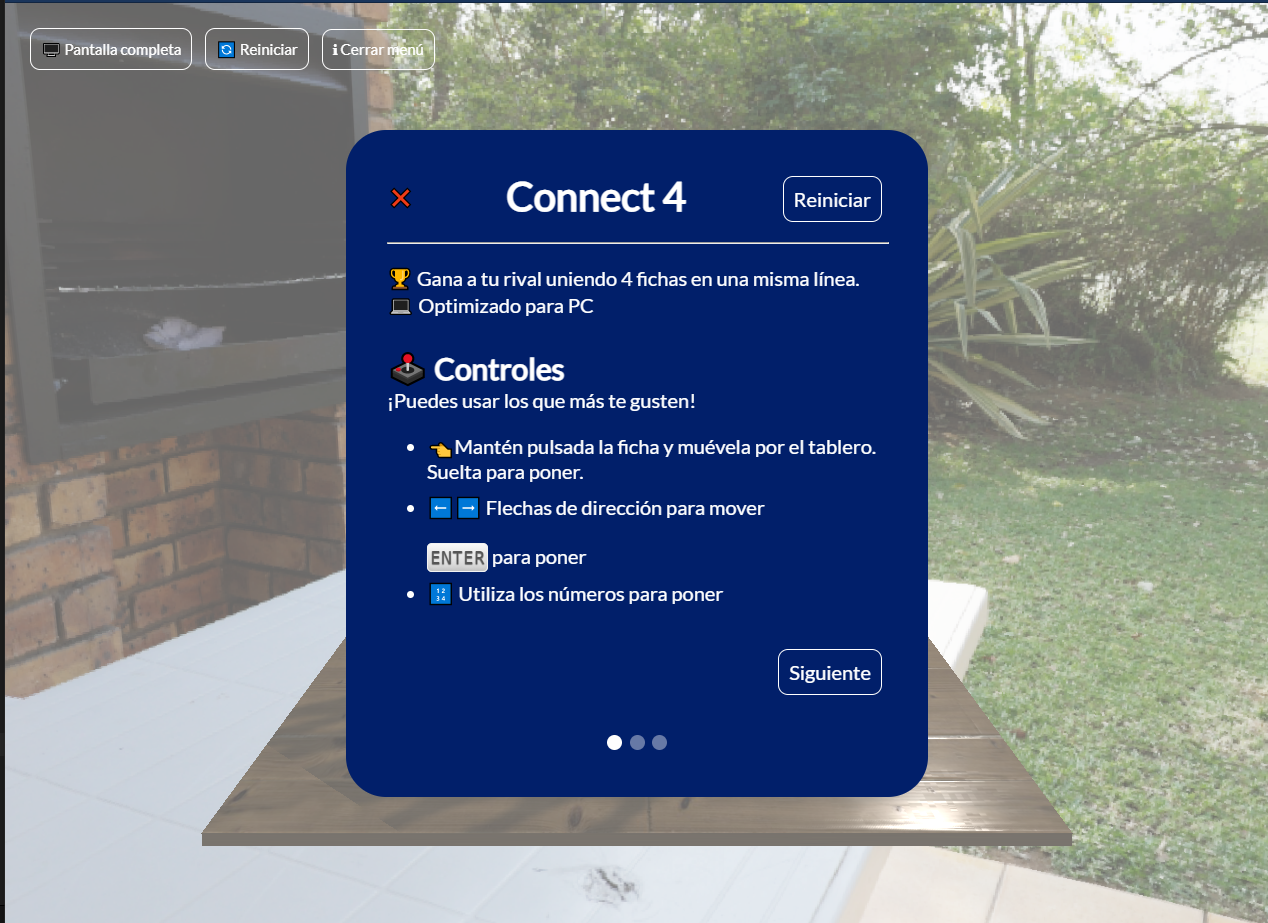 Pantalla completa
Reiniciar
Cerrar menú
Connect 4
Reiniciar
Gana a tu rival uniendo 4 fichas en una misma línea.
Optimizado para PC
Controles
¡Puedes usar los que más te gusten!
Mantén pulsada la ficha y muévela por el tablero.
Suelta para poner.
Flechas de dirección para mover
ENTER para poner
Utiliza los números para poner
Siguiente